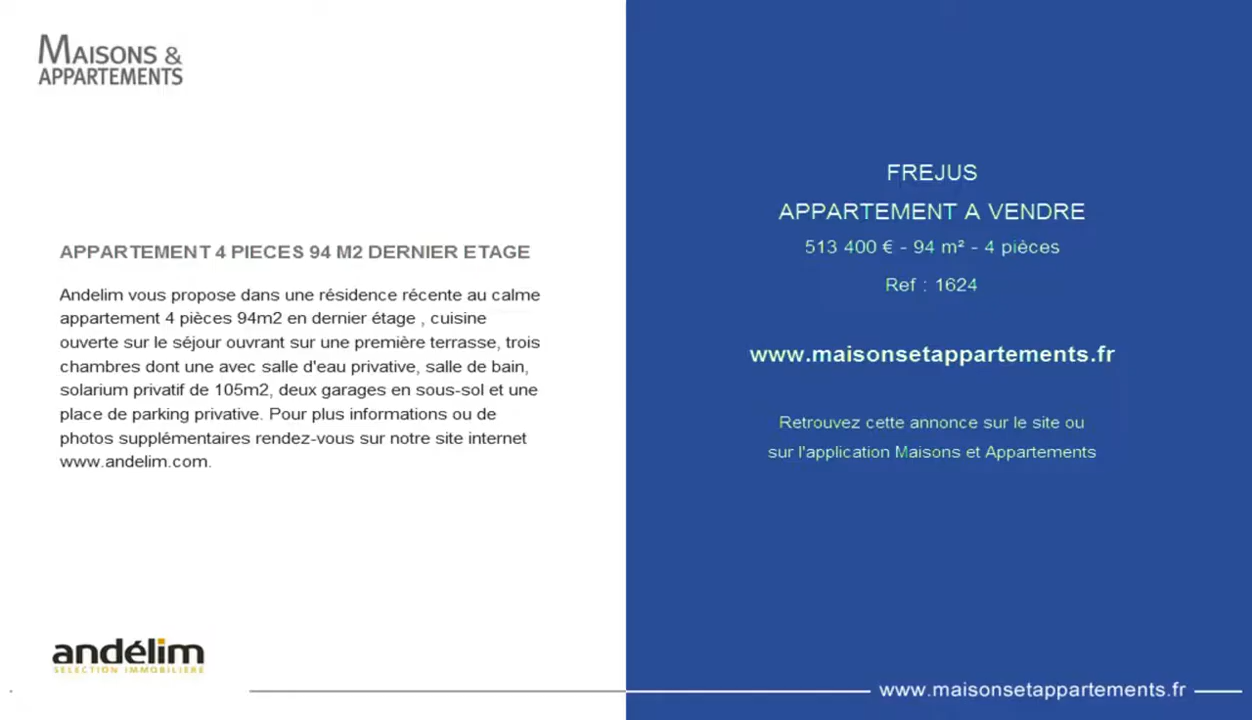 MAISONS &
APPARTEMENTS
APPARTEMENT 4 PIECES 94 M2 DERNIER ETAGE
Andelim vous propose dans une résidence récente au calme
appartement 4 pièces 94m2 en dernier étage , cuisine
ouverte sur le séjour ouvrant sur une première terrasse, trois
chambres dont une avec salle d'eau privative, salle de bain,
solarium privatif de 105m2, deux garages en sous-sol et une
place de parking privative. Pour plus informations ou de
photos supplémentaires rendez-vous sur notre site internet
www.andelim.com.
andélim
SELECTION IMMOBILIERE
FREJUS
APPARTEMENT A VENDRE
513 400 € - 94 m² - 4 pièces
Ref : 1624
www.maisonsetappartements.fr
Retrouvez cette annonce sur le site ou
sur l'application Maisons et Appartements
www.maisonsetappartements.fr